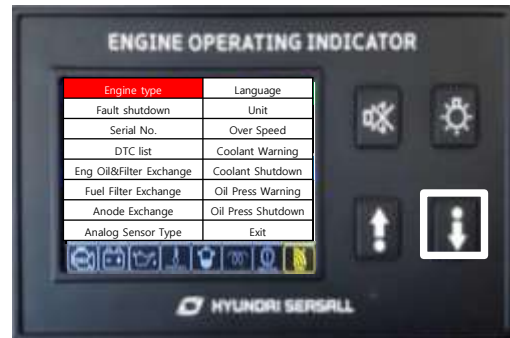 ENGINE OPERATING INDICATOR
Engine type
Language
Fault shutdown
Unit
Serial No.
Over Speed
DTC list
Coolant Warning
Eng Oil&Filter Exchange
Coolant Shutdown
Fuel Filter Exchange
Oil Press Warning
Anode Exchange
Oil Press Shutdown
Analog Sensor Type
Exit
HYUNDAI SEASALL